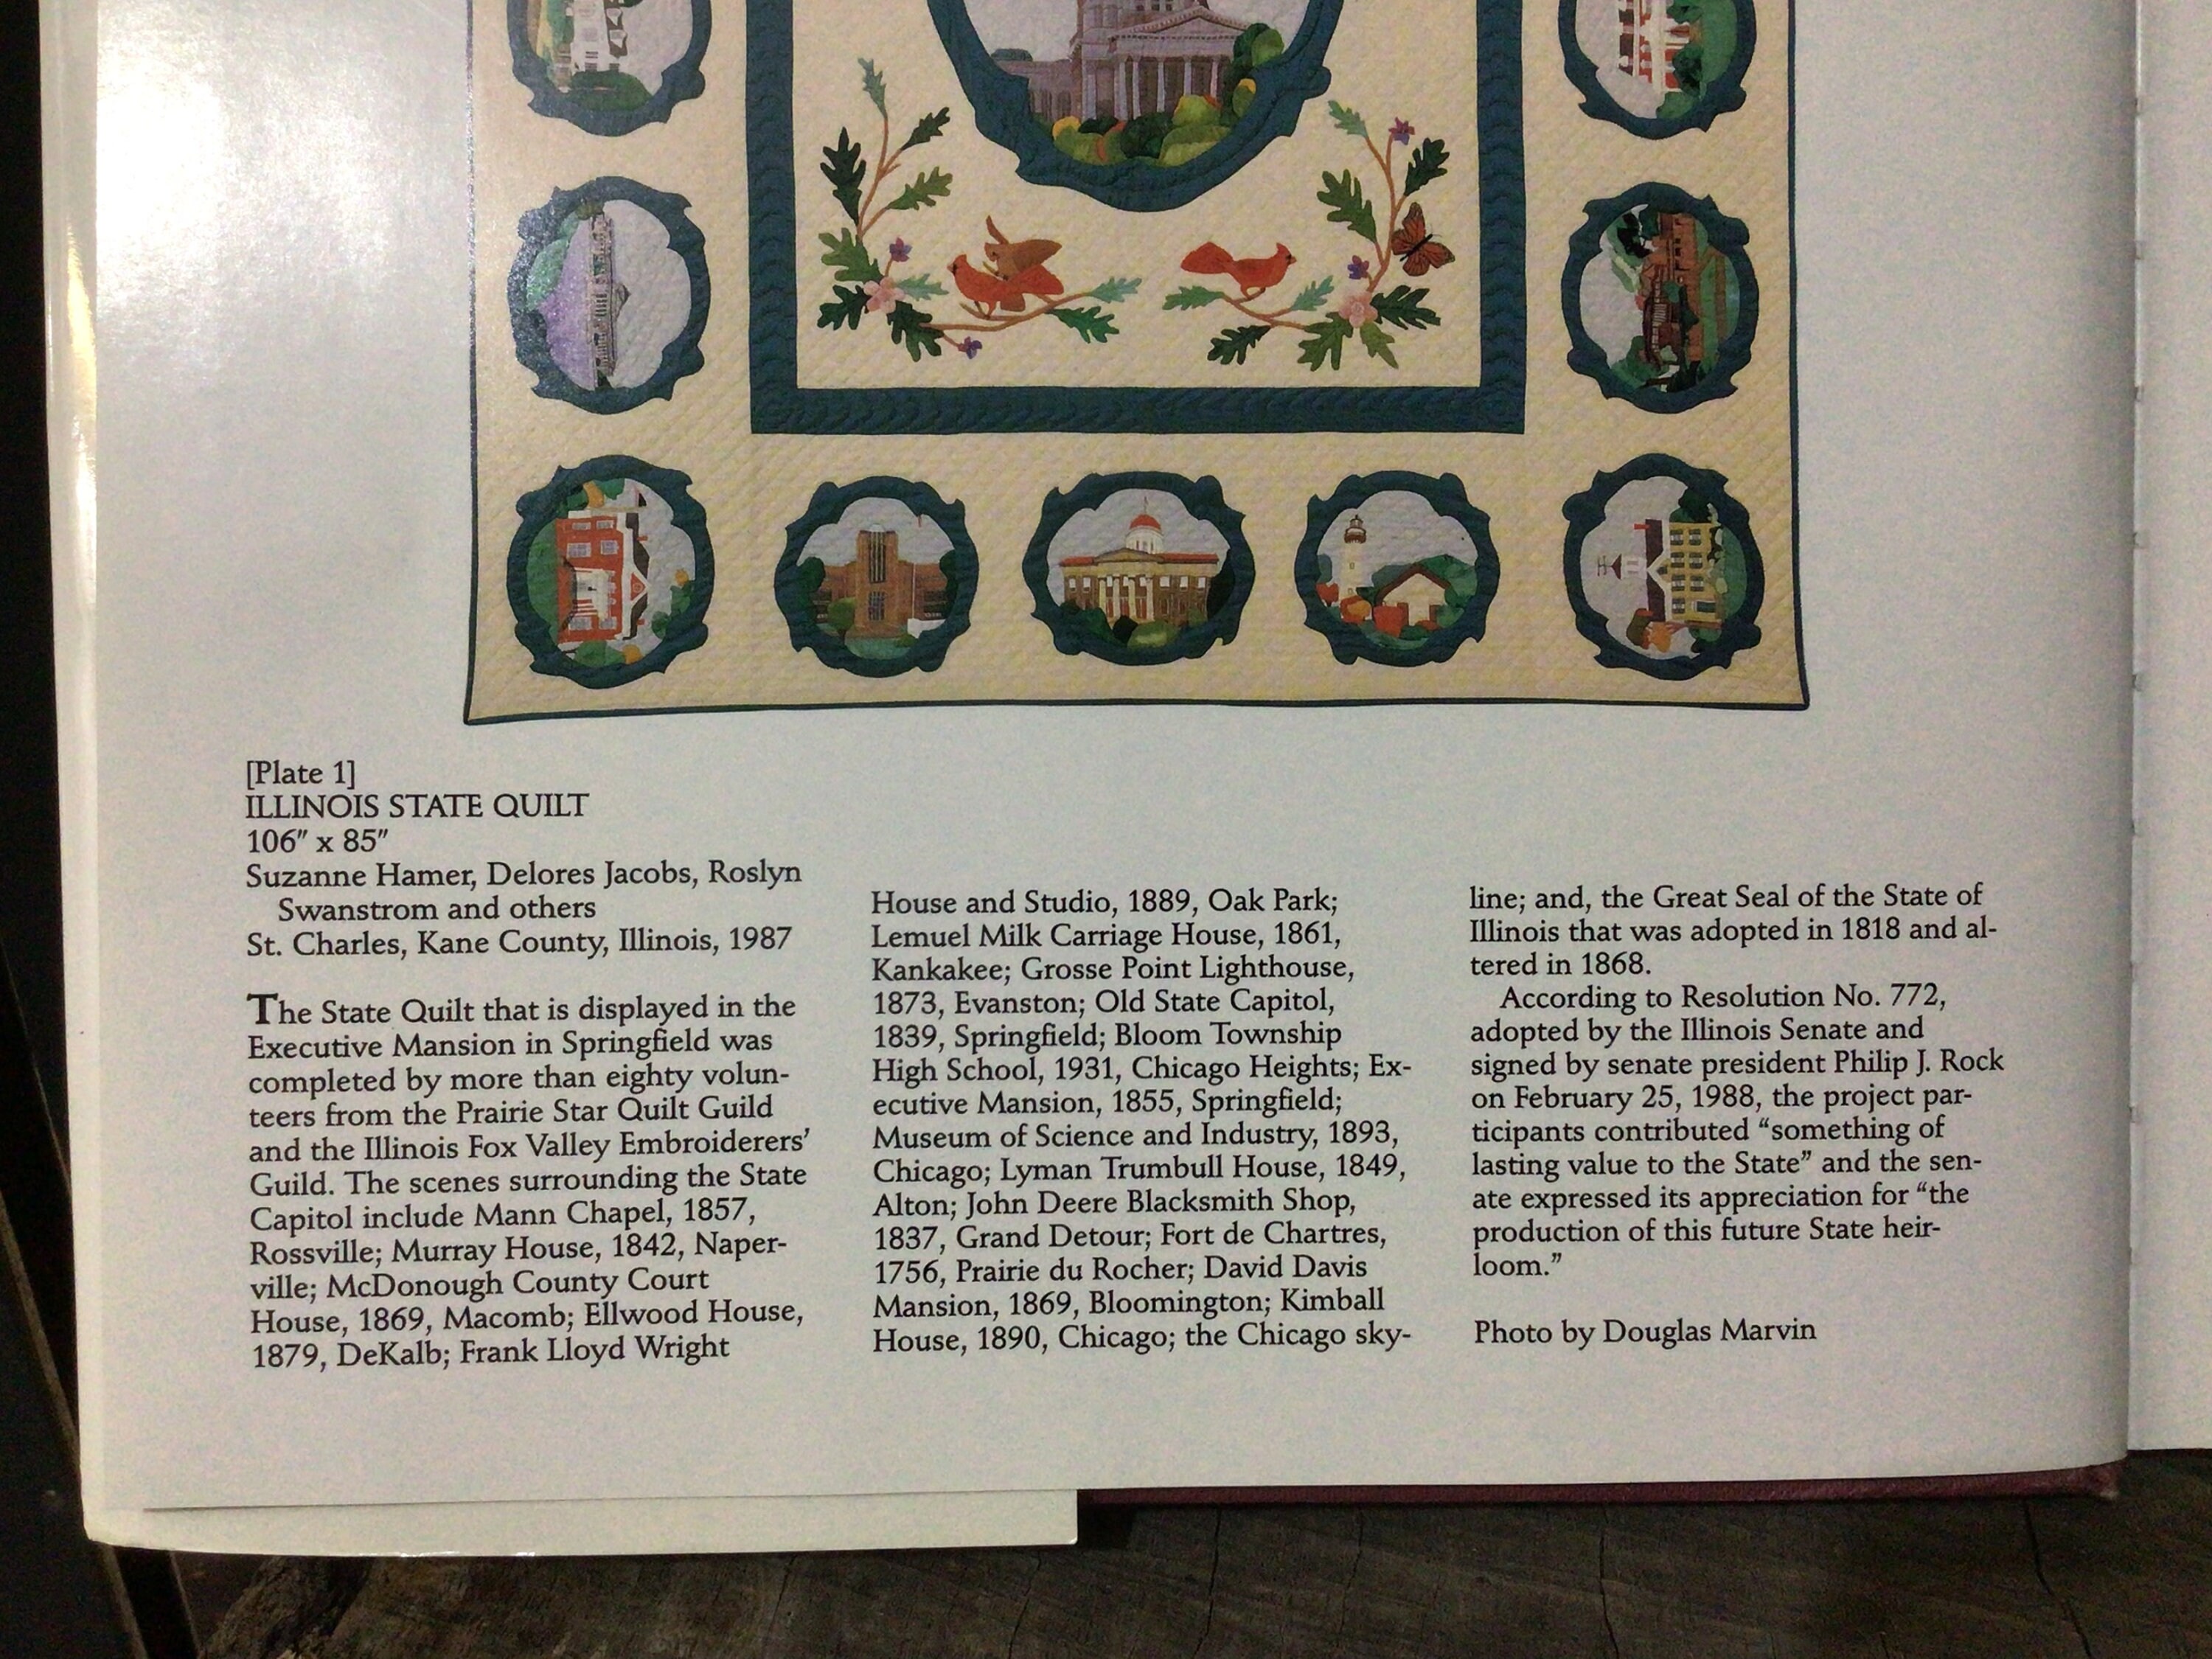 [Plate 1]
ILLINOIS STATE QUILT
106″ x 85″
Suzanne Hamer, Delores Jacobs, Roslyn
Swanstrom and others
St. Charles, Kane County, Illinois, 1987
The State Quilt that is displayed in the
Executive Mansion in Springfield was
completed by more than eighty volun-
teers from the Prairie Star Quilt Guild
and the Illinois Fox Valley Embroiderers’
Guild. The scenes surrounding the State
Capitol include Mann Chapel, 1857,
Rossville; Murray House, 1842, Naper-
ville; McDonough County Court
House, 1869, Macomb; Ellwood House,
1879, DeKalb; Frank Lloyd Wright
House and Studio, 1889, Oak Park;
Lemuel Milk Carriage House, 1861,
Kankakee; Grosse Point Lighthouse,
1873, Evanston; Old State Capitol,
1839, Springfield; Bloom Township
High School, 1931, Chicago Heights; Ex-
ecutive Mansion, 1855, Springfield;
Museum of Science and Industry, 1893,
Chicago; Lyman Trumbull House, 1849,
Alton; John Deere Blacksmith Shop,
1837, Grand Detour; Fort de Chartres,
1756, Prairie du Rocher; David Davis
Mansion, 1869, Bloomington; Kimball
House, 1890, Chicago; the Chicago sky-
line; and, the Great Seal of the State of
Illinois that was adopted in 1818 and al-
tered in 1868.
According to Resolution No. 772,
adopted by the Illinois Senate and
signed by senate president Philip J. Rock
on February 25, 1988, the project par-
ticipants contributed “something of
lasting value to the State” and the sen-
ate expressed its appreciation for “the
production of this future State heir-
loom.”
Photo by Douglas Marvin